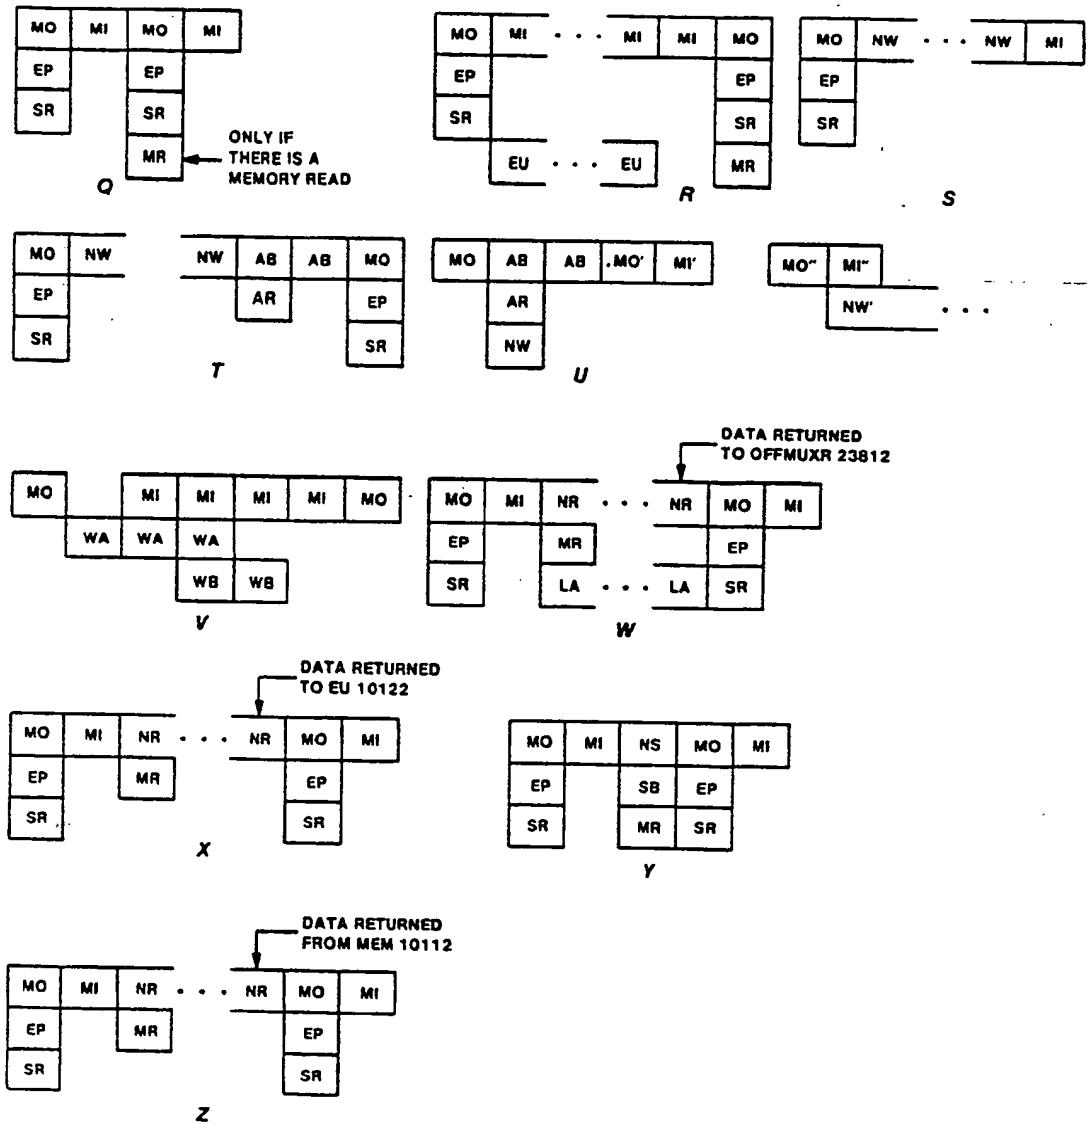 MO MI MO MI
EP EP
SR SR
MR
ONLY IF
THERE IS A
MEMORY READ
Q
MO MI . . . MI MI MO
EP EP
SR SR
EU . . . EU MR
R
MO NW . . . NW MI
EP
SR
S
MO NW NW AB AB MO
EP AR EP
SR SR
T
MO AB AB .MO' MI'
AR
NW
U
MO" MI"
NW' . . .
MO MI MI MI MI MO
WA WA WA
WB WB
V
DATA RETURNED
TO OFFMUXR 23812
MO MI NR . . . NR MO MI
EP MR EP
SR LA . . . LA SR
W
DATA RETURNED
TO EU 10122
MO MI NR . . . NR MO MI
EP MR EP
SR SR
X
MO MI NS MO MI
EP SB EP
SR MR SR
Y
DATA RETURNED
FROM MEM 10112
MO MI NR . . . NR MO MI
EP MR EP
SR SR
Z